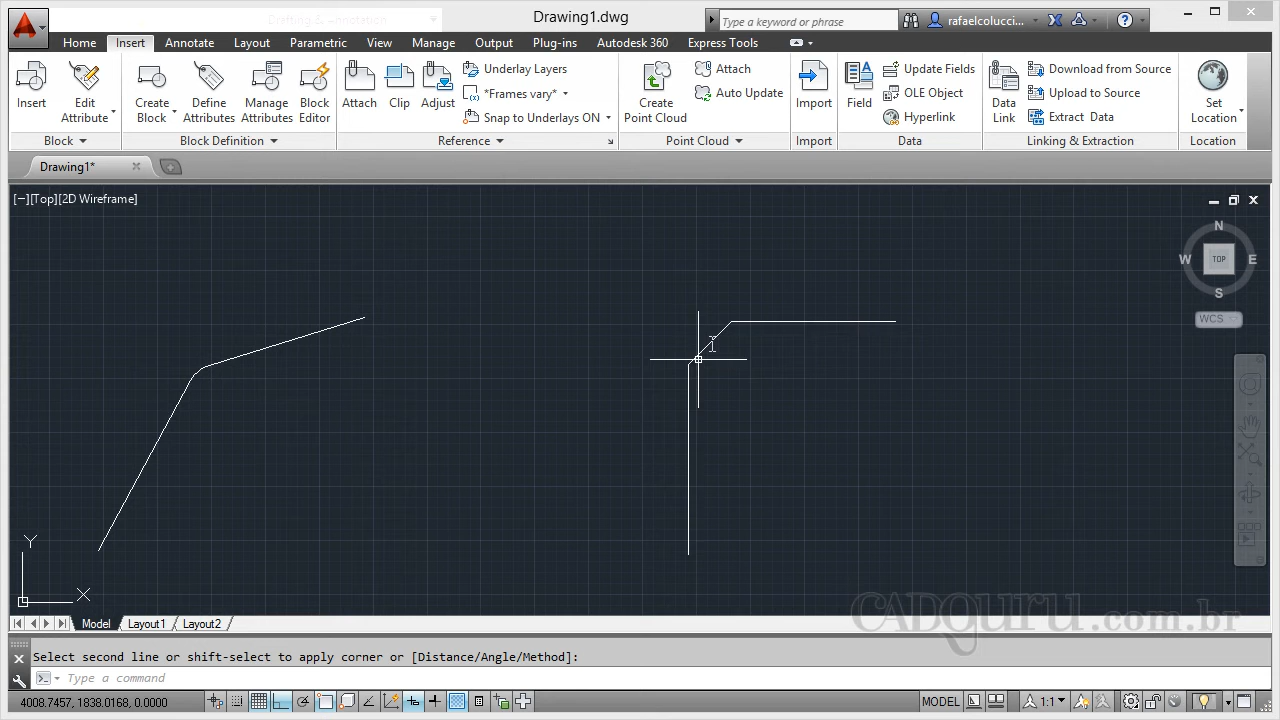 Drafting & Annotation
Drawing1.dwg
Type a keyword or phrase
rafaelcolucci...
Home Insert Annotate Layout Parametric View Manage Output Plug-ins Autodesk 360 Express Tools
Insert
Edit
Attribute
Create
Block
Define
Attributes
Manage
Attributes
Block
Editor
Attach
Clip
Adjust
Underlay Layers
*Frames vary*
Snap to Underlays ON
Create
Point Cloud
Attach
Auto Update
Import
Field
Update Fields
OLE Object
Hyperlink
Data
Link
Download from Source
Upload to Source
Extract Data
Set
Location
Block Block Definition Reference Point Cloud Import Data Linking & Extraction Location
Drawing1*
[−][Top][2D Wireframe]
N
W TOP E
S
WCS
Y
X
CADguru.com.br
Model Layout1 Layout2
Select second line or shift-select to apply corner or [Distance/Angle/Method]:
Type a command
4008.7457, 1838.0168, 0.0000
MODEL
1:1